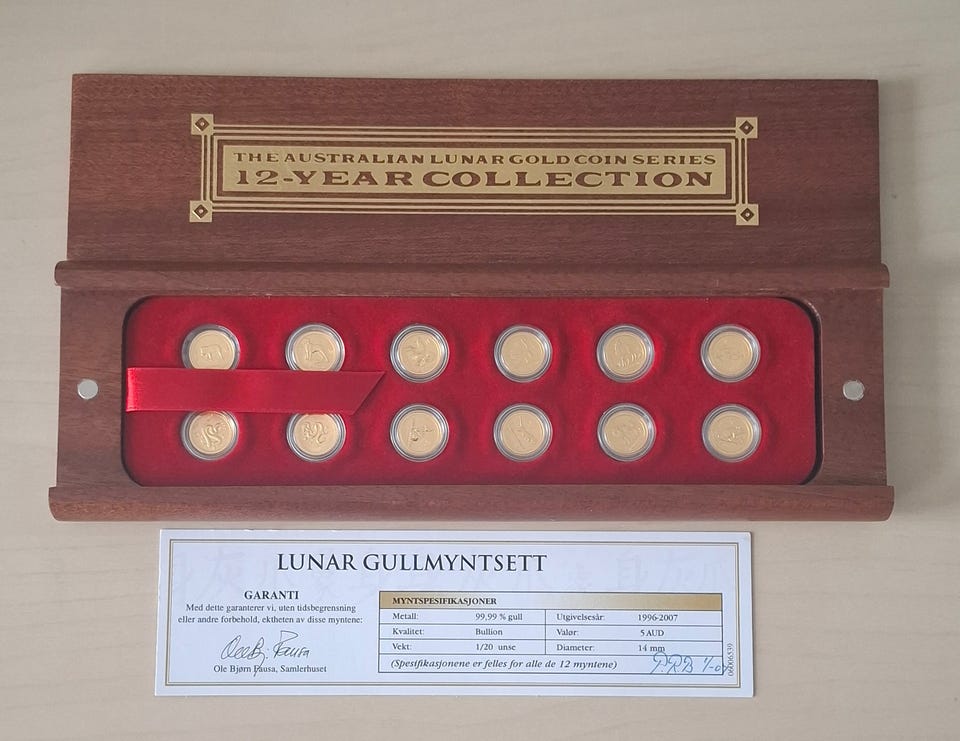 THE AUSTRALIAN LUNAR GOLD COIN SERIES
12-YEAR COLLECTION
LUNAR GULLMYNTSETT
GARANTI
Med dette garanterer vi, uten tidsbegrensning
eller andre forbehold, ektheten av disse myntene:
Ole Bjørn Fausa, Samlerhuset
MYNTSPESIFIKASJONER
Metall: 99,99 % gull Utgivelsesår: 1996-2007
Kvalitet: Bullion Valør: 5 AUD
Vekt: 1/20 unse Diameter: 14 mm
(Spesifikasjonene er felles for alle de 12 myntene)